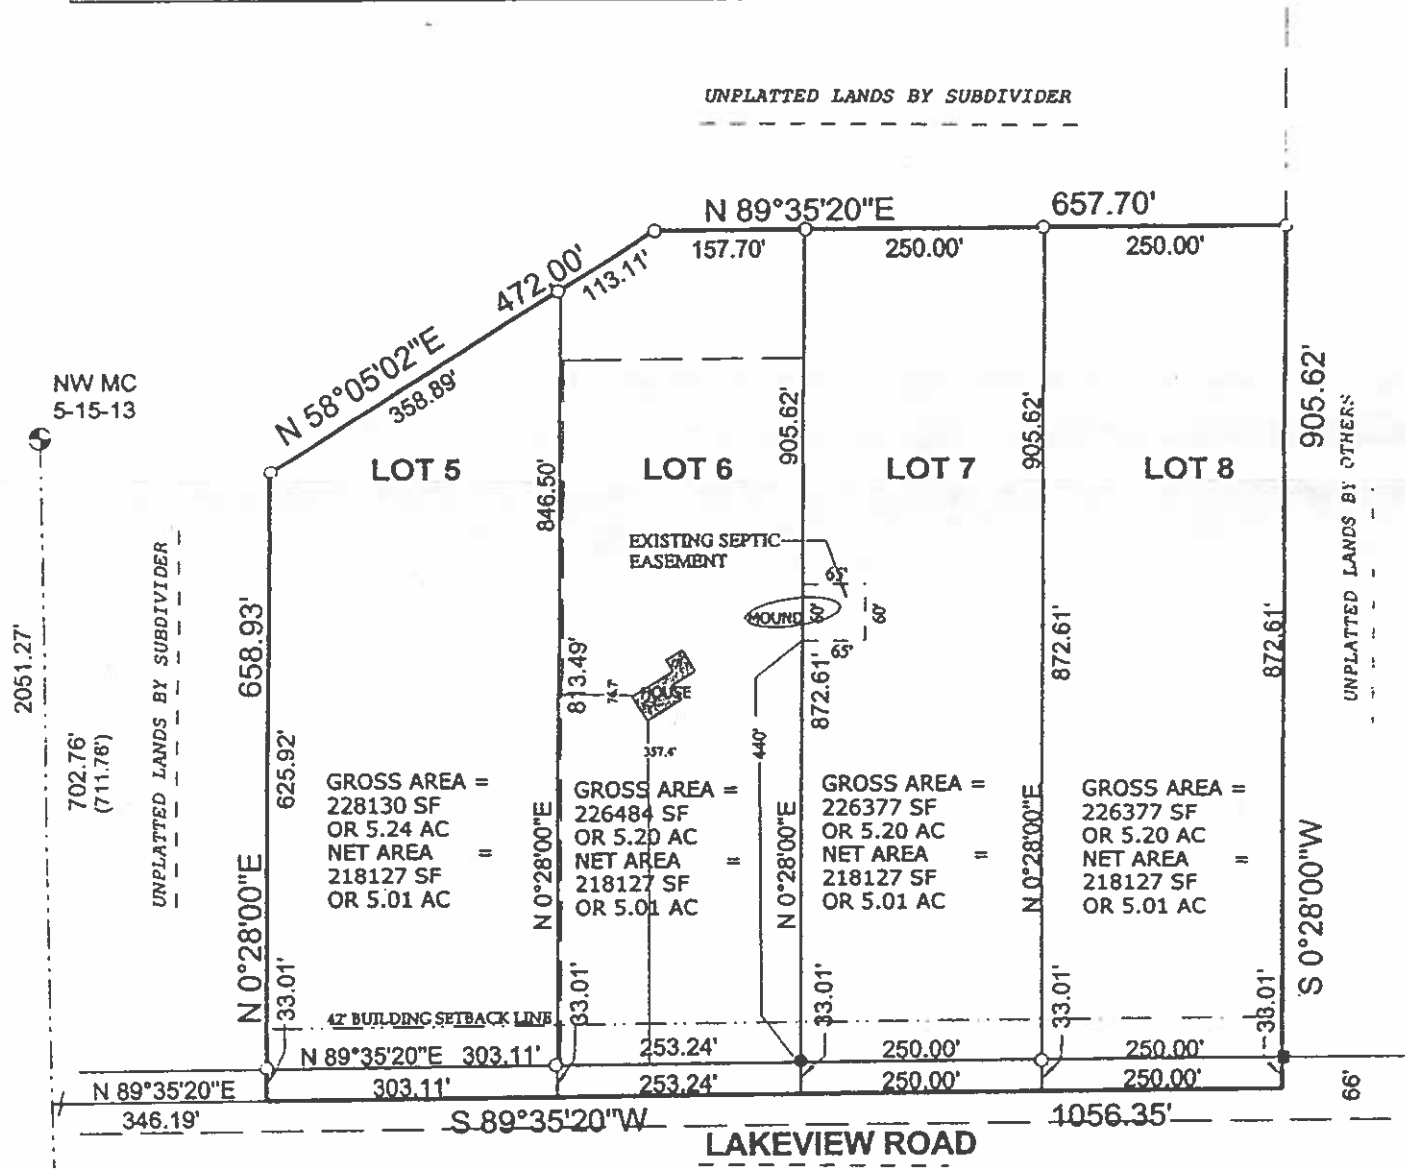 UNPLATTED LANDS BY SUBDIVIDER
N 89°35'20"E
657.70'
157.70'
250.00'
250.00'
472.00'
113.11'
N 58°05'02"E
358.89'
NW MC
5-15-13
LOT 5
LOT 6
LOT 7
LOT 8
846.50'
905.62'
905.62'
905.62'
EXISTING SEPTIC
EASEMENT
65'
MOUND
60'
60'
65'
UNPLATTED LANDS BY SUBDIVIDER
UNPLATTED LANDS BY OTHERS
2051.27'
702.76'
(711.76')
658.93'
625.92'
813.49'
74.7'
HOUSE
357.4'
440'
872.61'
872.61'
872.61'
GROSS AREA =
228130 SF
OR 5.24 AC
NET AREA =
218127 SF
OR 5.01 AC
GROSS AREA =
226484 SF
OR 5.20 AC
NET AREA =
218127 SF
OR 5.01 AC
GROSS AREA =
226377 SF
OR 5.20 AC
NET AREA =
218127 SF
OR 5.01 AC
GROSS AREA =
226377 SF
OR 5.20 AC
NET AREA =
218127 SF
OR 5.01 AC
N 0°28'00"E
N 0°28'00"E
N 0°28'00"E
N 0°28'00"E
S 0°28'00"W
33.01'
33.01'
33.01'
33.01'
33.01'
42' BUILDING SETBACK LINE
N 89°35'20"E 303.11'
253.24'
250.00'
250.00'
N 89°35'20"E
303.11'
253.24'
250.00'
250.00'
66'
346.19'
S 89°35'20"W
1056.35'
LAKEVIEW ROAD